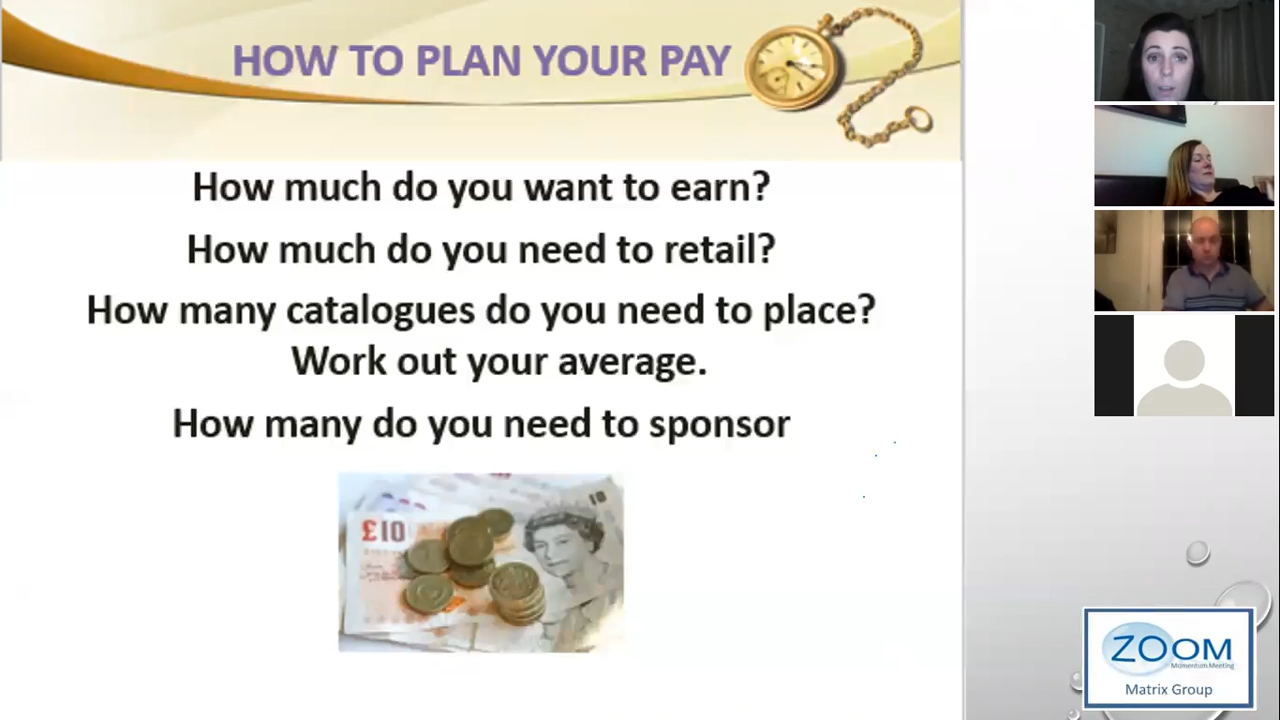 HOW TO PLAN YOUR PAY
How much do you want to earn?
How much do you need to retail?
How many catalogues do you need to place?
Work out your average.
How many do you need to sponsor
£10
10
ZOOM
Momentum Meeting
Matrix Group